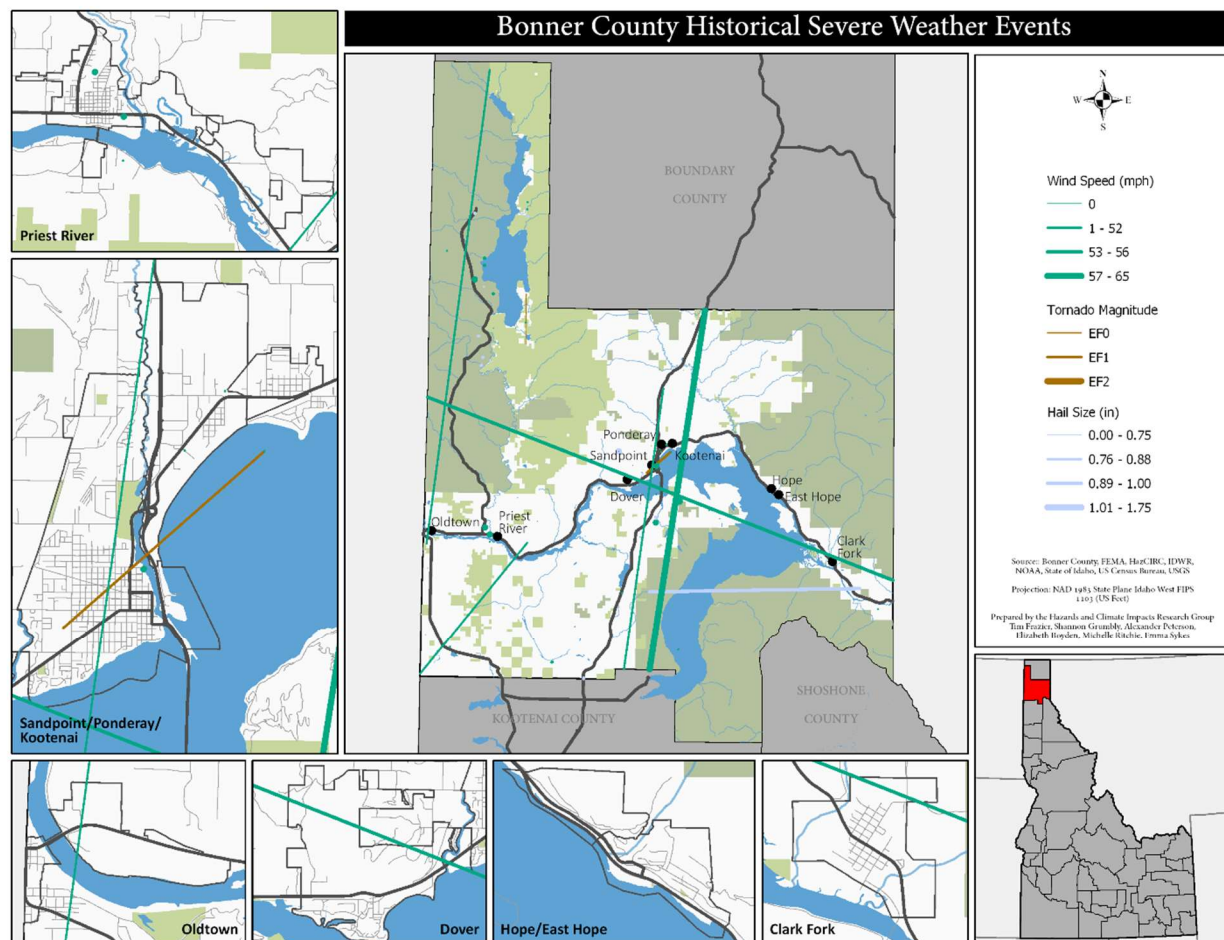 Bonner County Historical Severe Weather Events
Priest River
Sandpoint/Ponderay/
Kootenai
BOUNDARY
COUNTY
Ponderay
Sandpoint
Kootenai
Dover
Hope
East Hope
Oldtown
Priest
River
Clark
Fork
KOOTENAI COUNTY
SHOSHONE
COUNTY
N
W
E
S
Wind Speed (mph)
0
1 - 52
53 - 56
57 - 65
Tornado Magnitude
EF0
EF1
EF2
Hail Size (in)
0.00 - 0.75
0.76 - 0.88
0.89 - 1.00
1.01 - 1.75
Source: Bonner County, FEMA, HazCIRC, IDWR,
NOAA, State of Idaho, US Census Bureau, USGS
Projection: NAD 1983 State Plane Idaho West FIPS
1103 (US Feet)
Prepared by the Hazards and Climate Impacts Research Group
Tim Frazier, Shannon Grumbly, Alexander Peterson,
Elizabeth Royden, Michelle Ritchie, Emma Sykes
Oldtown
Dover
Hope/East Hope
Clark Fork